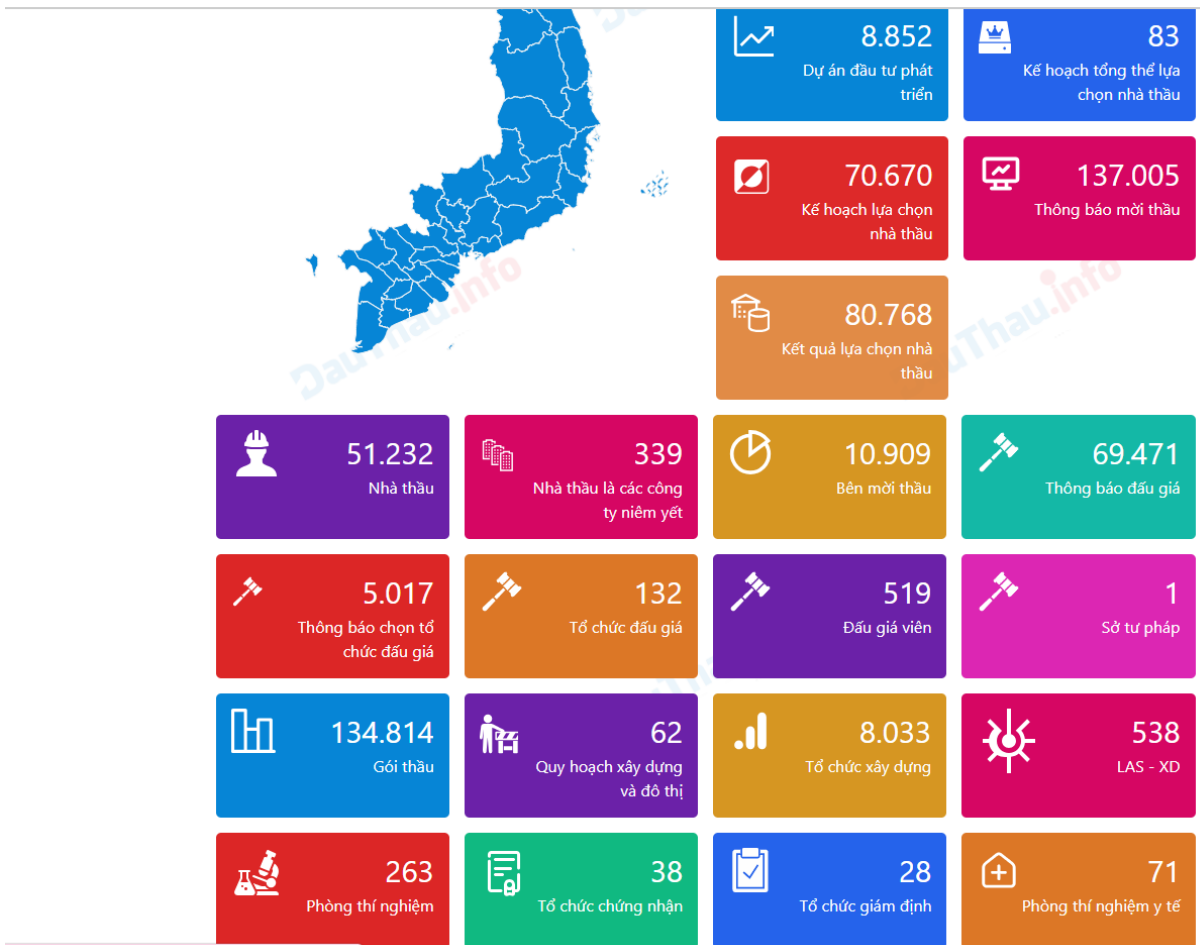 8.852
Dự án đầu tư phát
triển
83
Kế hoạch tổng thể lựa
chọn nhà thầu
70.670
Kế hoạch lựa chọn
nhà thầu
137.005
Thông báo mời thầu
80.768
Kết quả lựa chọn nhà
thầu
DauThau.info
51.232
Nhà thầu
339
Nhà thầu là các công
ty niêm yết
10.909
Bên mời thầu
69.471
Thông báo đấu giá
5.017
Thông báo chọn tổ
chức đấu giá
132
Tổ chức đấu giá
519
Đấu giá viên
1
Sở tư pháp
134.814
Gói thầu
62
Quy hoạch xây dựng
và đô thị
8.033
Tổ chức xây dựng
538
LAS - XD
263
Phòng thí nghiệm
38
Tổ chức chứng nhận
28
Tổ chức giám định
71
Phòng thí nghiệm y tế